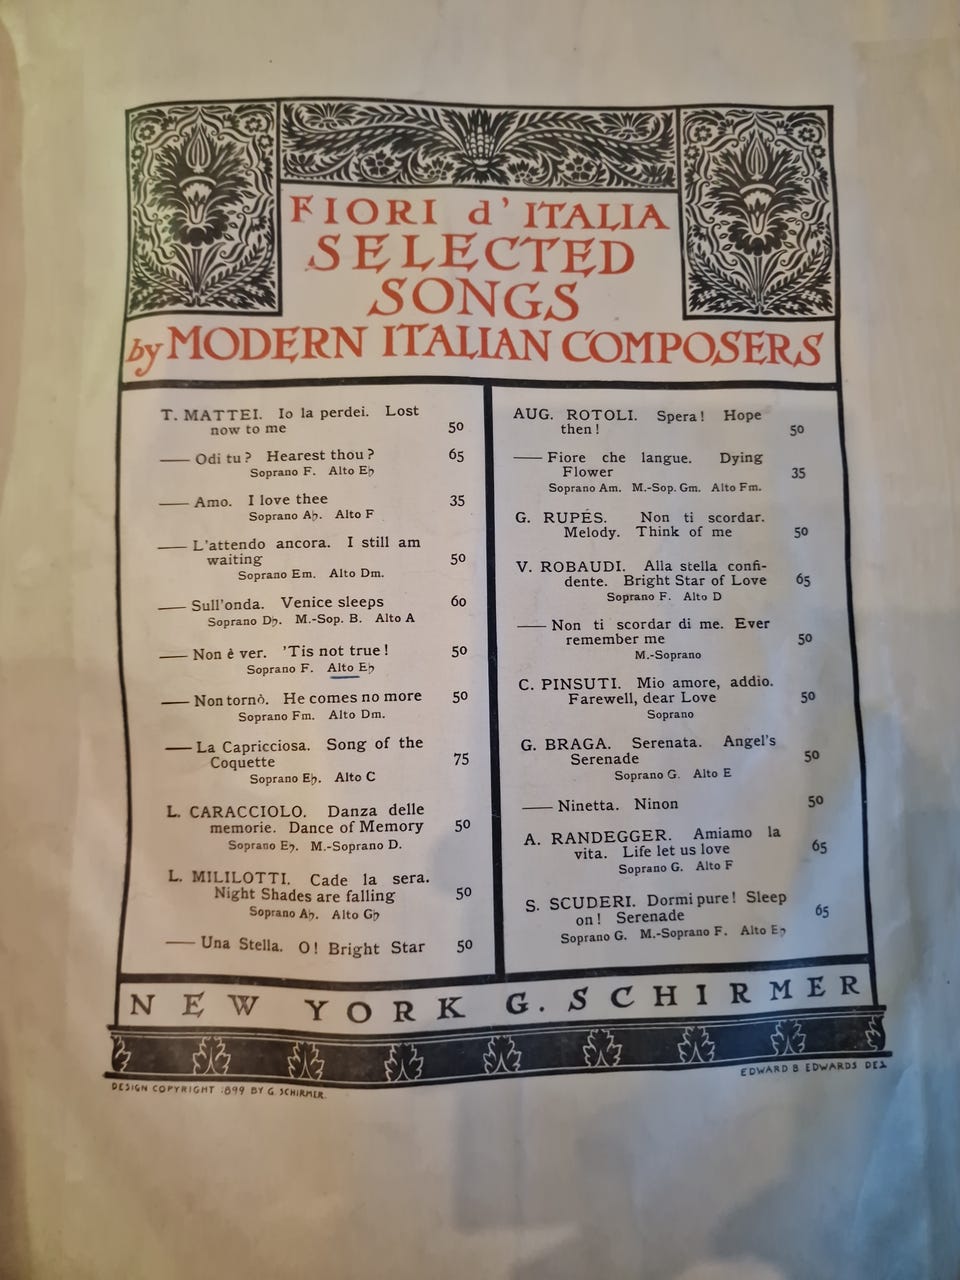 FIORI d' ITALIA
SELECTED
SONGS
by MODERN ITALIAN COMPOSERS
T. MATTEI. Io la perdei. Lost
now to me 50
—— Odi tu? Hearest thou? 65
Soprano F. Alto E♭
—— Amo. I love thee 35
Soprano A♭. Alto F
—— L'attendo ancora. I still am
waiting 50
Soprano Em. Alto Dm.
—— Sull'onda. Venice sleeps 60
Soprano D♭. M.-Sop. B. Alto A
—— Non è ver. 'Tis not true! 50
Soprano F. Alto E♭
—— Non tornò. He comes no more 50
Soprano Fm. Alto Dm.
—— La Capricciosa. Song of the
Coquette 75
Soprano E♭. Alto C
L. CARACCIOLO. Danza delle
memorie. Dance of Memory 50
Soprano E♭. M.-Soprano D.
L. MILILOTTI. Cade la sera.
Night Shades are falling 50
Soprano A♭. Alto G♭
—— Una Stella. O! Bright Star 50
AUG. ROTOLI. Spera! Hope
then! 50
—— Fiore che langue. Dying
Flower 35
Soprano Am. M.-Sop. Gm. Alto Fm.
G. RUPÉS. Non ti scordar.
Melody. Think of me 50
V. ROBAUDI. Alla stella confi-
dente. Bright Star of Love 65
Soprano F. Alto D
—— Non ti scordar di me. Ever
remember me 50
M.-Soprano
C. PINSUTI. Mio amore, addio.
Farewell, dear Love 50
Soprano
G. BRAGA. Serenata. Angel's
Serenade 50
Soprano G. Alto E
—— Ninetta. Ninon 50
A. RANDEGGER. Amiamo la
vita. Life let us love 65
Soprano G. Alto F
S. SCUDERI. Dormi pure! Sleep
on! Serenade 65
Soprano G. M.-Soprano F. Alto E♭
NEW YORK G. SCHIRMER
DESIGN COPYRIGHT 1899 BY G. SCHIRMER.
EDWARD B EDWARDS DES